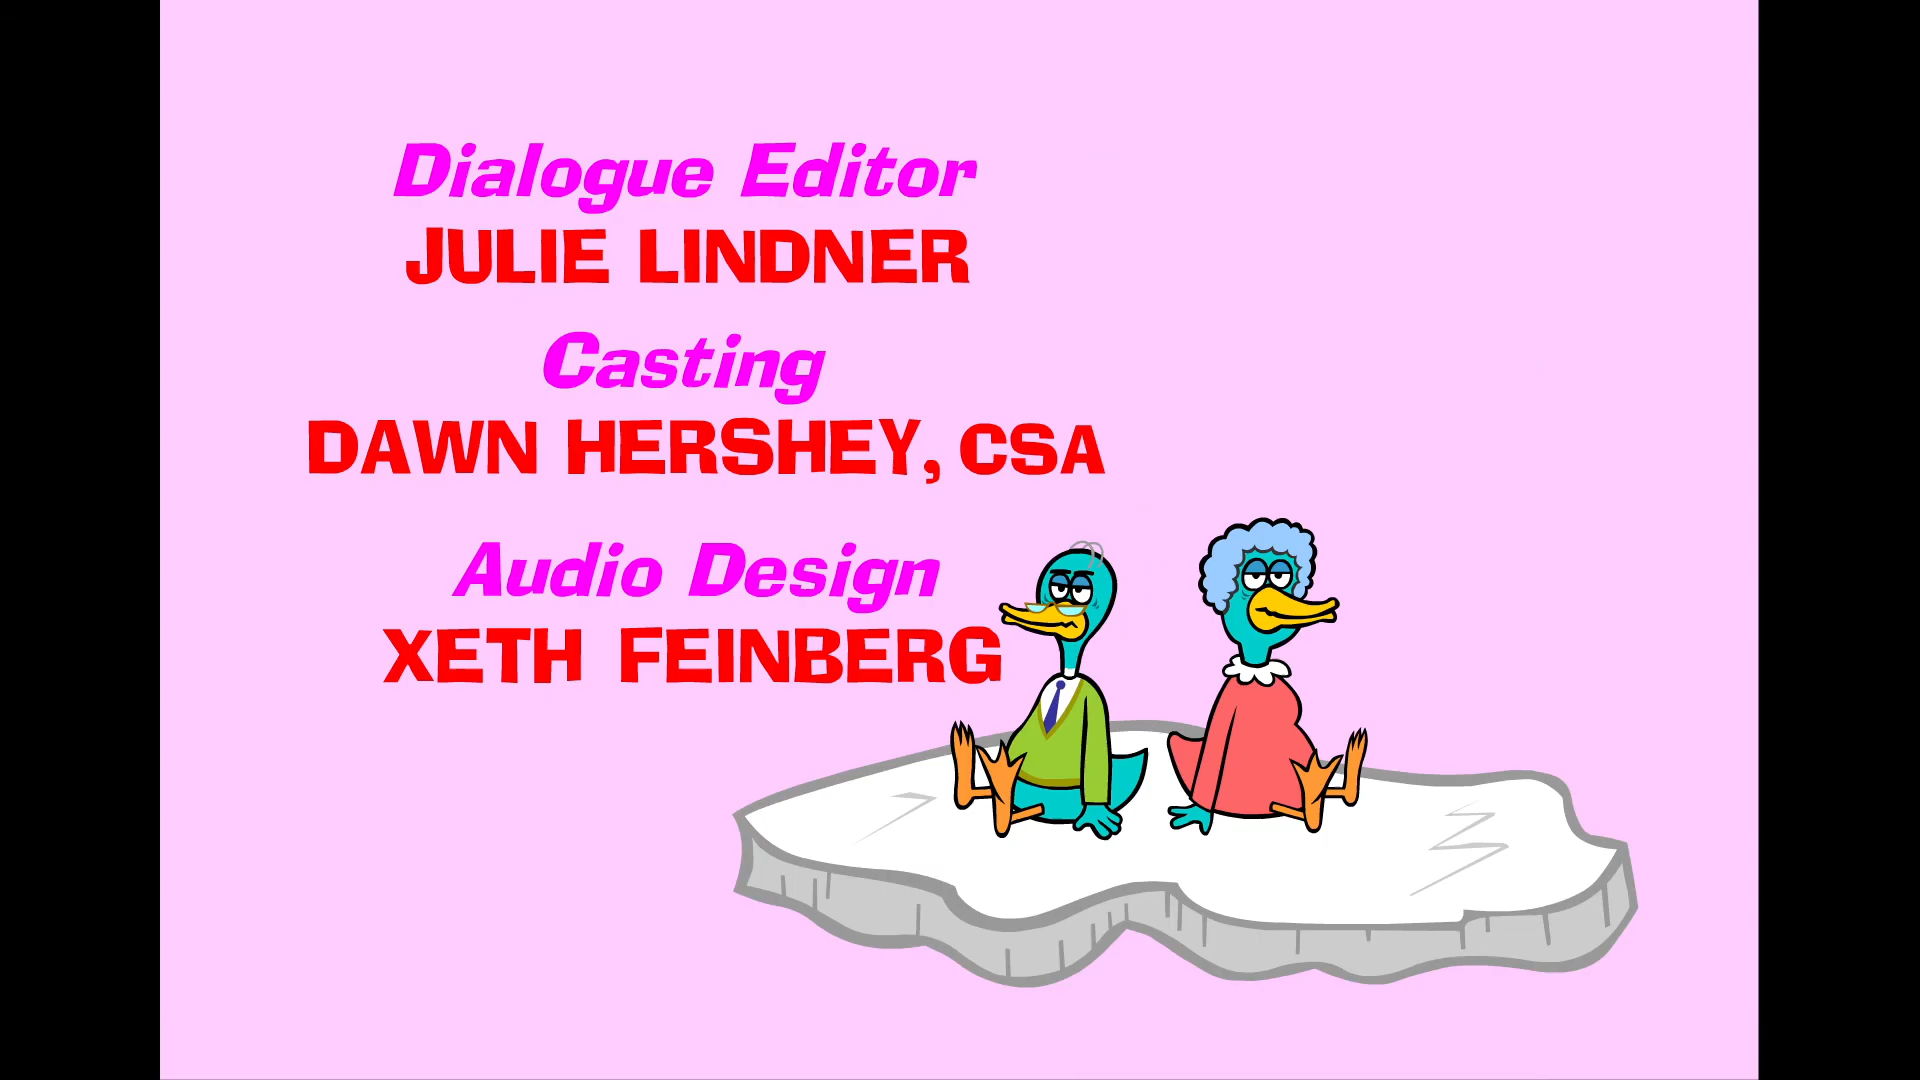 Dialogue Editor
JULIE LINDNER
Casting
DAWN HERSHEY, CSA
Audio Design
XETH FEINBERG